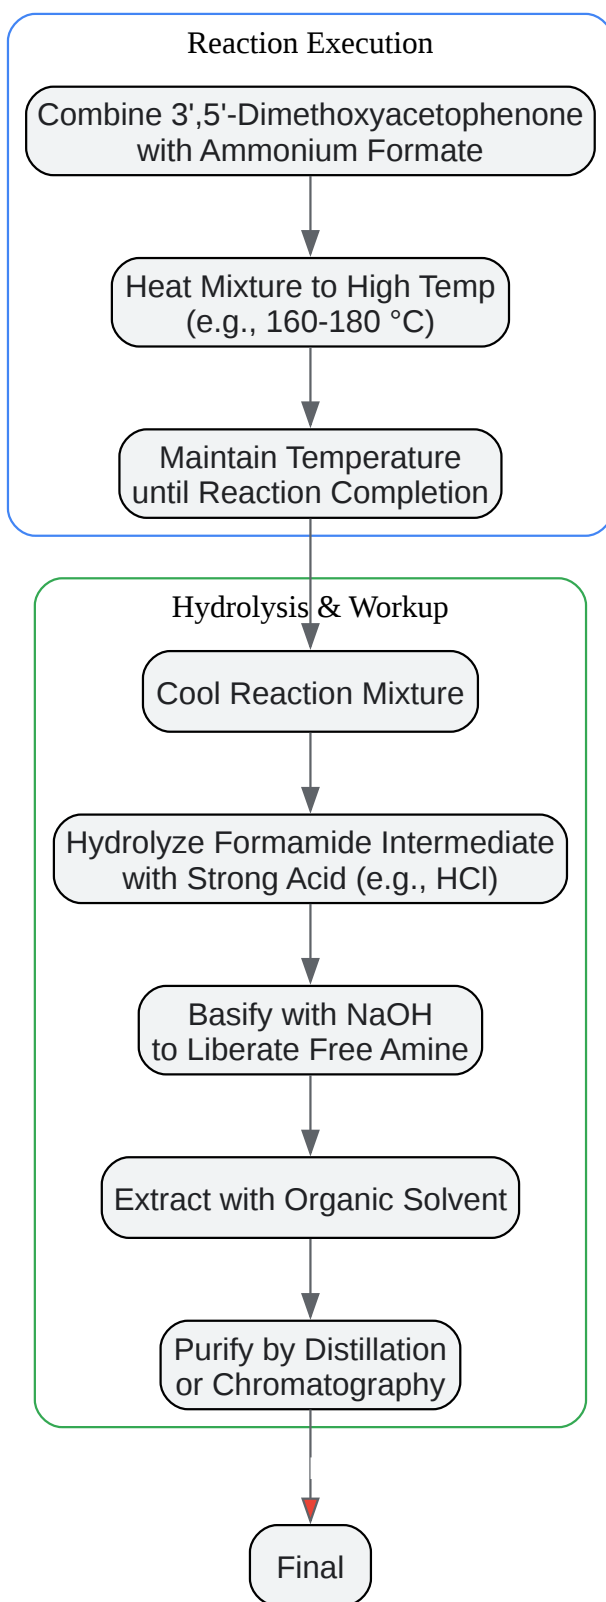 Reaction Execution
Combine 3',5'-Dimethoxyacetophenone
with Ammonium Formate
Heat Mixture to High Temp
(e.g., 160-180 °C)
Maintain Temperature
until Reaction Completion
Hydrolysis & Workup
Cool Reaction Mixture
Hydrolyze Formamide Intermediate
with Strong Acid (e.g., HCl)
Basify with NaOH
to Liberate Free Amine
Extract with Organic Solvent
Purify by Distillation
or Chromatography
Final